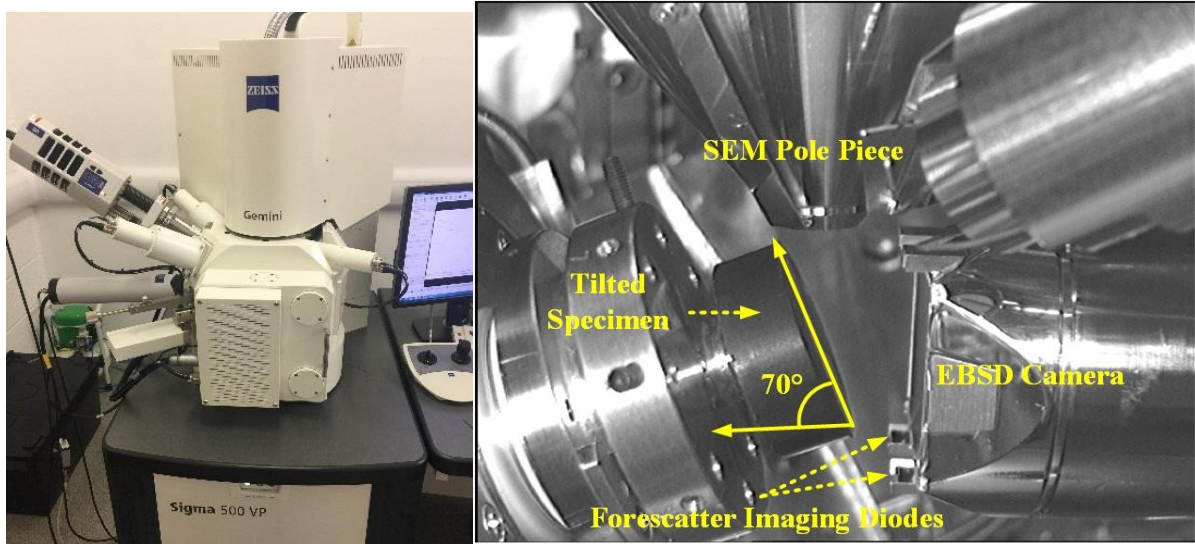 ZEISS
Gemini
Sigma 500 VP
SEM Pole Piece
Tilted
Specimen
70°
EBSD Camera
Forescatter Imaging Diodes